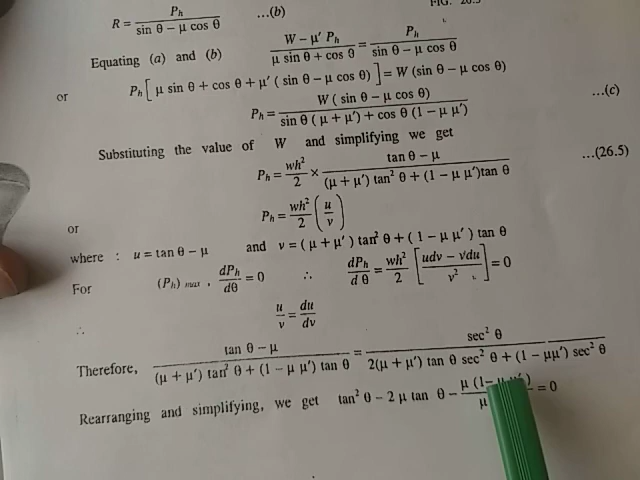 R = P_h / (sin θ − μ cos θ) ...(b)
Equating (a) and (b) (W − μ′ P_h) / (μ sin θ + cos θ) = P_h / (sin θ − μ cos θ)
or P_h [ μ sin θ + cos θ + μ′ ( sin θ − μ cos θ) ] = W (sin θ − μ cos θ)
P_h = W ( sin θ − μ cos θ) / (sin θ ( μ + μ′) + cos θ (1 − μ μ′)) ...(c)
Substituting the value of W and simplifying we get
P_h = wh²/2 × (tan θ − μ) / ((μ + μ′) tan² θ + (1 − μ μ′)tan θ) ...(26.5)
or P_h = wh²/2 (u/v)
where : u = tan θ − μ and v = ( μ + μ′ ) tan² θ + ( 1 − μ μ′ ) tan θ
For (P_h) max , dP_h/dθ = 0 ∴ dP_h/d θ = wh²/2 [ (udv − vdu) / v² ] = 0
∴ u/v = du/dv
Therefore, (tan θ − μ) / ((μ + μ′) tan² θ + (1 − μ μ′) tan θ) = sec² θ / (2(μ + μ′) tan θ sec² θ + (1 − μμ′) sec² θ)
Rearranging and simplifying, we get tan² θ − 2 μ tan θ − μ (1− μ μ′) / μ = 0